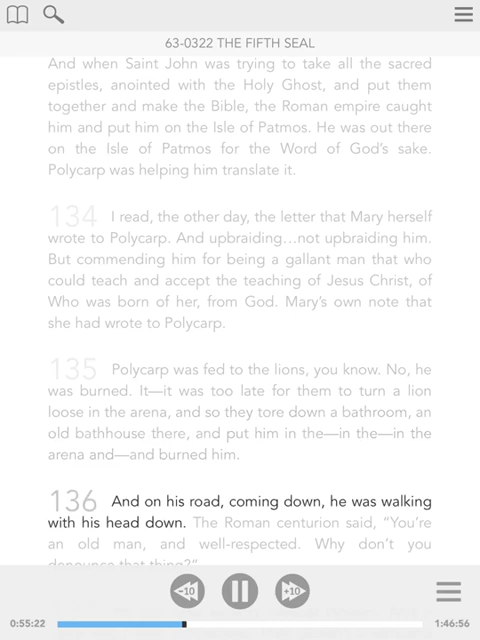 63-0322 THE FIFTH SEAL
And when Saint John was trying to take all the sacred
epistles, anointed with the Holy Ghost, and put them
together and make the Bible, the Roman empire caught
him and put him on the Isle of Patmos. He was out there
on the Isle of Patmos for the Word of God's sake.
Polycarp was helping him translate it.
134 I read, the other day, the letter that Mary herself
wrote to Polycarp. And upbraiding…not upbraiding him.
But commending him for being a gallant man that who
could teach and accept the teaching of Jesus Christ, of
Who was born of her, from God. Mary's own note that
she had wrote to Polycarp.
135 Polycarp was fed to the lions, you know. No, he
was burned. It—it was too late for them to turn a lion
loose in the arena, and so they tore down a bathroom, an
old bathhouse there, and put him in the—in the—in the
arena and—and burned him.
136 And on his road, coming down, he was walking
with his head down. The Roman centurion said, "You're
an old man, and well-respected. Why don't you
denounce that thing?"
-10 +10
0:55:22 1:46:56